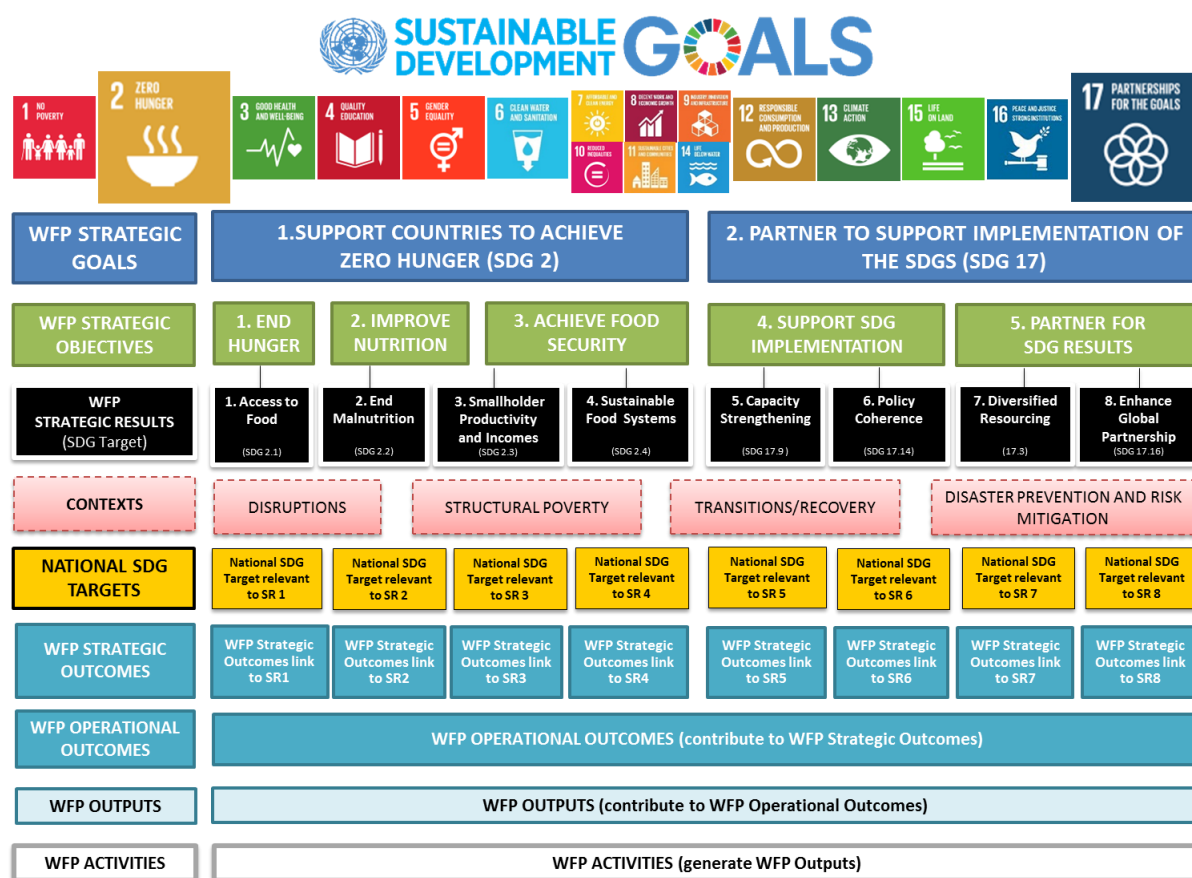 SUSTAINABLE
DEVELOPMENT
GOALS
1 NO
POVERTY
2 ZERO
HUNGER
3 GOOD HEALTH
AND WELL-BEING
4 QUALITY
EDUCATION
5 GENDER
EQUALITY
6 CLEAN WATER
AND SANITATION
7 AFFORDABLE AND
CLEAN ENERGY
8 DECENT WORK AND
ECONOMIC GROWTH
9 INDUSTRY, INNOVATION
AND INFRASTRUCTURE
10 REDUCED
INEQUALITIES
11 SUSTAINABLE CITIES
AND COMMUNITIES
14 LIFE
BELOW WATER
12 RESPONSIBLE
CONSUMPTION
AND PRODUCTION
13 CLIMATE
ACTION
15 LIFE
ON LAND
16 PEACE AND JUSTICE
STRONG INSTITUTIONS
17 PARTNERSHIPS
FOR THE GOALS
WFP STRATEGIC
GOALS
1.SUPPORT COUNTRIES TO ACHIEVE
ZERO HUNGER (SDG 2)
2. PARTNER TO SUPPORT IMPLEMENTATION OF
THE SDGS (SDG 17)
WFP STRATEGIC
OBJECTIVES
1. END
HUNGER
2. IMPROVE
NUTRITION
3. ACHIEVE FOOD
SECURITY
4. SUPPORT SDG
IMPLEMENTATION
5. PARTNER FOR
SDG RESULTS
WFP
STRATEGIC RESULTS
(SDG Target)
1. Access to
Food
(SDG 2.1)
2. End
Malnutrition
(SDG 2.2)
3. Smallholder
Productivity
and Incomes
(SDG 2.3)
4. Sustainable
Food Systems
(SDG 2.4)
5. Capacity
Strengthening
(SDG 17.9)
6. Policy
Coherence
(SDG 17.14)
7. Diversified
Resourcing
(17.3)
8. Enhance
Global
Partnership
(SDG 17.16)
CONTEXTS
DISRUPTIONS
STRUCTURAL POVERTY
TRANSITIONS/RECOVERY
DISASTER PREVENTION AND RISK
MITIGATION
NATIONAL SDG
TARGETS
National SDG
Target relevant
to SR 1
National SDG
Target relevant
to SR 2
National SDG
Target relevant
to SR 3
National SDG
Target relevant
to SR 4
National SDG
Target relevant
to SR 5
National SDG
Target relevant
to SR 6
National SDG
Target relevant
to SR 7
National SDG
Target relevant
to SR 8
WFP STRATEGIC
OUTCOMES
WFP Strategic
Outcomes link
to SR1
WFP Strategic
Outcomes link
to SR2
WFP Strategic
Outcomes link
to SR3
WFP Strategic
Outcomes link
to SR4
WFP Strategic
Outcomes link
to SR5
WFP Strategic
Outcomes link
to SR6
WFP Strategic
Outcomes link
to SR7
WFP Strategic
Outcomes link
to SR8
WFP OPERATIONAL
OUTCOMES
WFP OPERATIONAL OUTCOMES (contribute to WFP Strategic Outcomes)
WFP OUTPUTS
WFP OUTPUTS (contribute to WFP Operational Outcomes)
WFP ACTIVITIES
WFP ACTIVITIES (generate WFP Outputs)